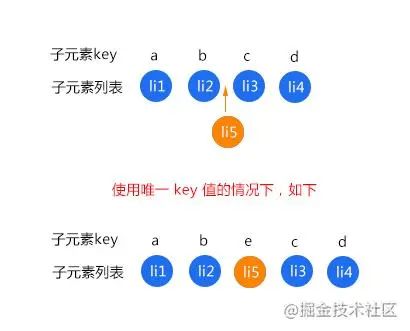 子元素key a b c d
子元素列表 li1 li2 li3 li4
li5
使用唯一 key 值的情况下，如下
子元素key a b e c d
子元素列表 li1 li2 li5 li3 li4
@掘金技术社区